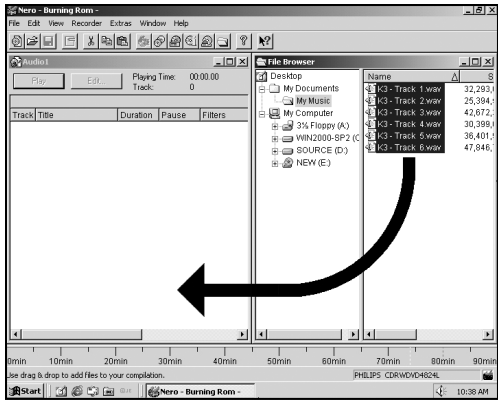 Nero - Burning Rom -
File Edit View Recorder Extras Window Help
Audio1
Play Edit... Playing Time: 00:00.00
Track: 0
Track Title Duration Pause Filters
File Browser
Desktop
My Documents
My Music
My Computer
3½ Floppy (A:)
WIN2000-SP2 (C
SOURCE (D:)
NEW (E:)
Name S
K3 - Track 1.wav 32,293,
K3 - Track 2.wav 25,394,
K3 - Track 3.wav 42,672,
K3 - Track 4.wav 30,399,
K3 - Track 5.wav 36,401,
K3 - Track 6.wav 47,846,
0min 10min 20min 30min 40min 50min 60min 70min 80min 90min
Use drag & drop to add files to your compilation. PHILIPS CDRWDVD4824L
Start Nero - Burning Rom - 10:38 AM